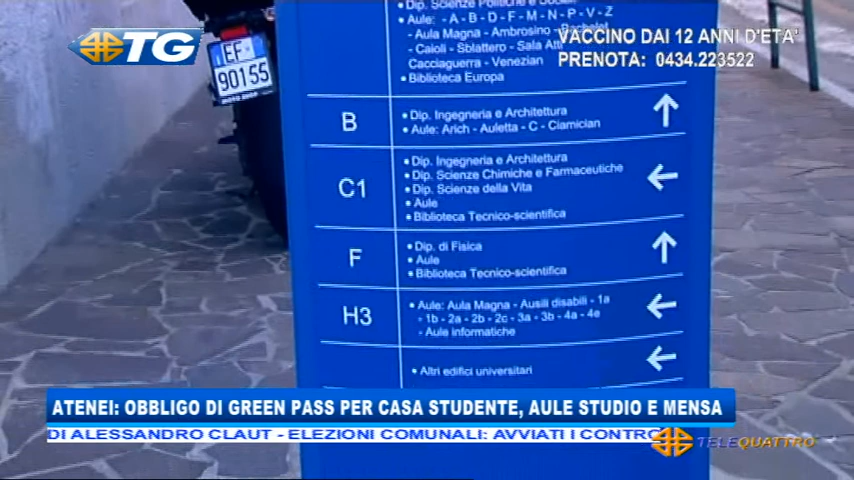 Dip. Scienze Politiche e Sociali
Aule: - A - B - D - F - M - N - P - V - Z
- Aula Magna - Ambrosino - Bachelet
- Caioli - Sblattero - Sala Atti
Cacciaguerra - Venezian
Biblioteca Europa
TG
EF
90155
VACCINO DAI 12 ANNI D'ETA'
PRENOTA: 0434.223522
B
Dip. Ingegneria e Architettura
Aule: Arich - Auletta - C - Ciamician
C1
Dip. Ingegneria e Architettura
Dip. Scienze Chimiche e Farmaceutiche
Dip. Scienze della Vita
Aule
Biblioteca Tecnico-scientifica
F
Dip. di Fisica
Aule
Biblioteca Tecnico-scientifica
H3
Aule: Aula Magna - Ausili disabili - 1a
- 1b - 2a - 2b - 2c - 3a - 3b - 4a - 4e
- Aule informatiche
Altri edifici universitari
ATENEI: OBBLIGO DI GREEN PASS PER CASA STUDENTE, AULE STUDIO E MENSA
DI ALESSANDRO CLAUT - ELEZIONI COMUNALI: AVVIATI I CONTRO
TELEQUATTRO